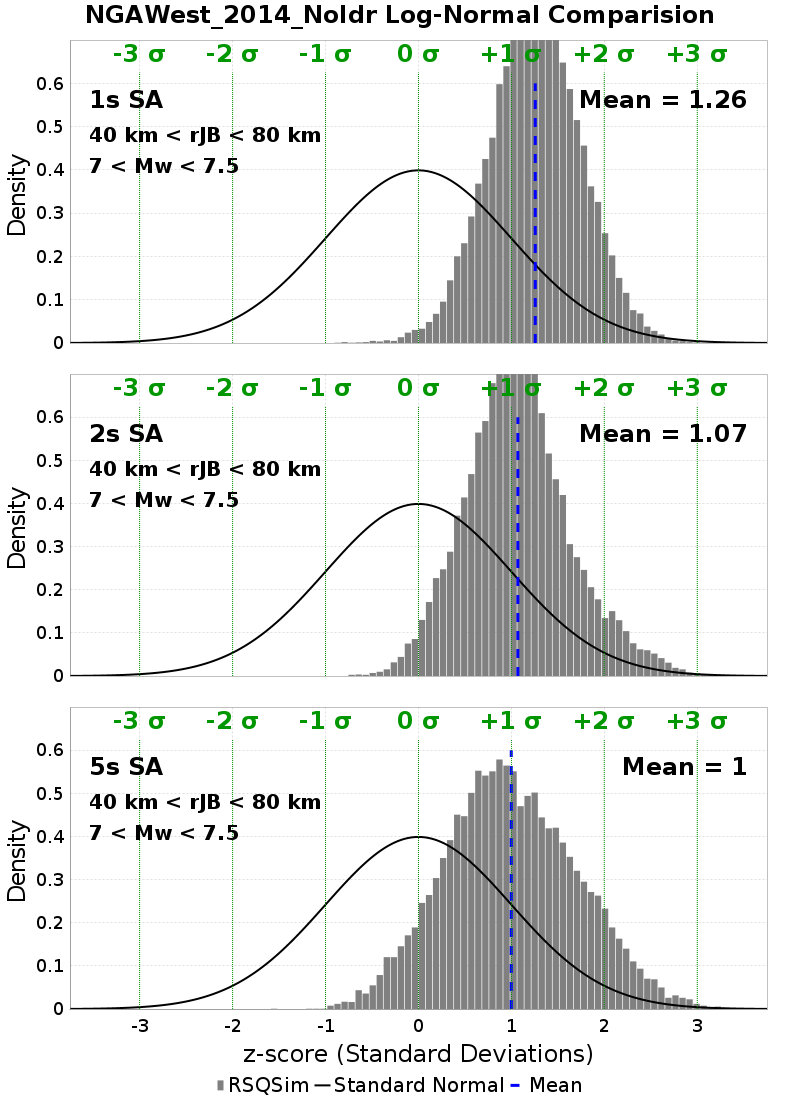 NGAWest_2014_NoIdr Log-Normal Comparision
-3 σ -2 σ -1 σ 0 σ +1 σ +2 σ +3 σ
1s SA
Mean = 1.26
40 km < rJB < 80 km
7 < Mw < 7.5
Density
0.6
0.5
0.4
0.3
0.2
0.1
0
-3 σ -2 σ -1 σ 0 σ +1 σ +2 σ +3 σ
2s SA
Mean = 1.07
40 km < rJB < 80 km
7 < Mw < 7.5
Density
0.6
0.5
0.4
0.3
0.2
0.1
0
-3 σ -2 σ -1 σ 0 σ +1 σ +2 σ +3 σ
5s SA
Mean = 1
40 km < rJB < 80 km
7 < Mw < 7.5
Density
0.6
0.5
0.4
0.3
0.2
0.1
0
-3 -2 -1 0 1 2 3
z-score (Standard Deviations)
RSQSim Standard Normal Mean